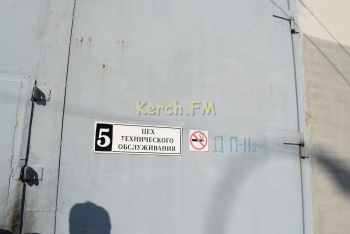 Kerch.FM
5
ЦЕХ
ТЕХНИЧЕСКОГО
ОБСЛУЖИВАНИЯ
Д П-11а